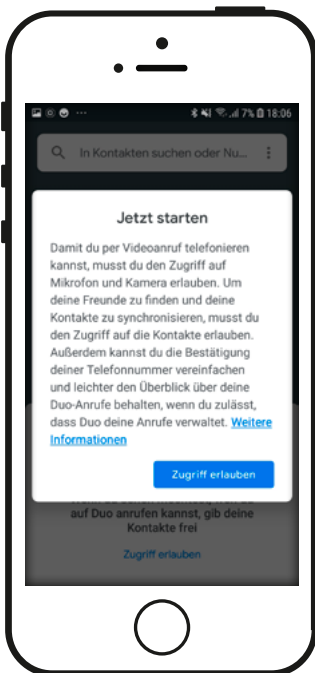 7% 18:06
In Kontakten suchen oder Nu...
Jetzt starten
Damit du per Videoanruf telefonieren
kannst, musst du den Zugriff auf
Mikrofon und Kamera erlauben. Um
deine Freunde zu finden und deine
Kontakte zu synchronisieren, musst du
den Zugriff auf die Kontakte erlauben.
Außerdem kannst du die Bestätigung
deiner Telefonnummer vereinfachen
und leichter den Überblick über deine
Duo-Anrufe behalten, wenn du zulässt,
dass Duo deine Anrufe verwaltet. Weitere
Informationen
Zugriff erlauben
auf Duo anrufen kannst, gib deine
Kontakte frei
Zugriff erlauben